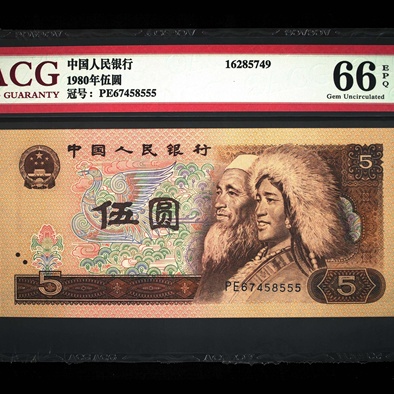 ACG
GUARANTY
中国人民银行
1980年伍圆
冠号: PE67458555
16285749
66 EPQ
Gem Uncirculated
中国人民银行
5
伍圆
PE67458555
5
5